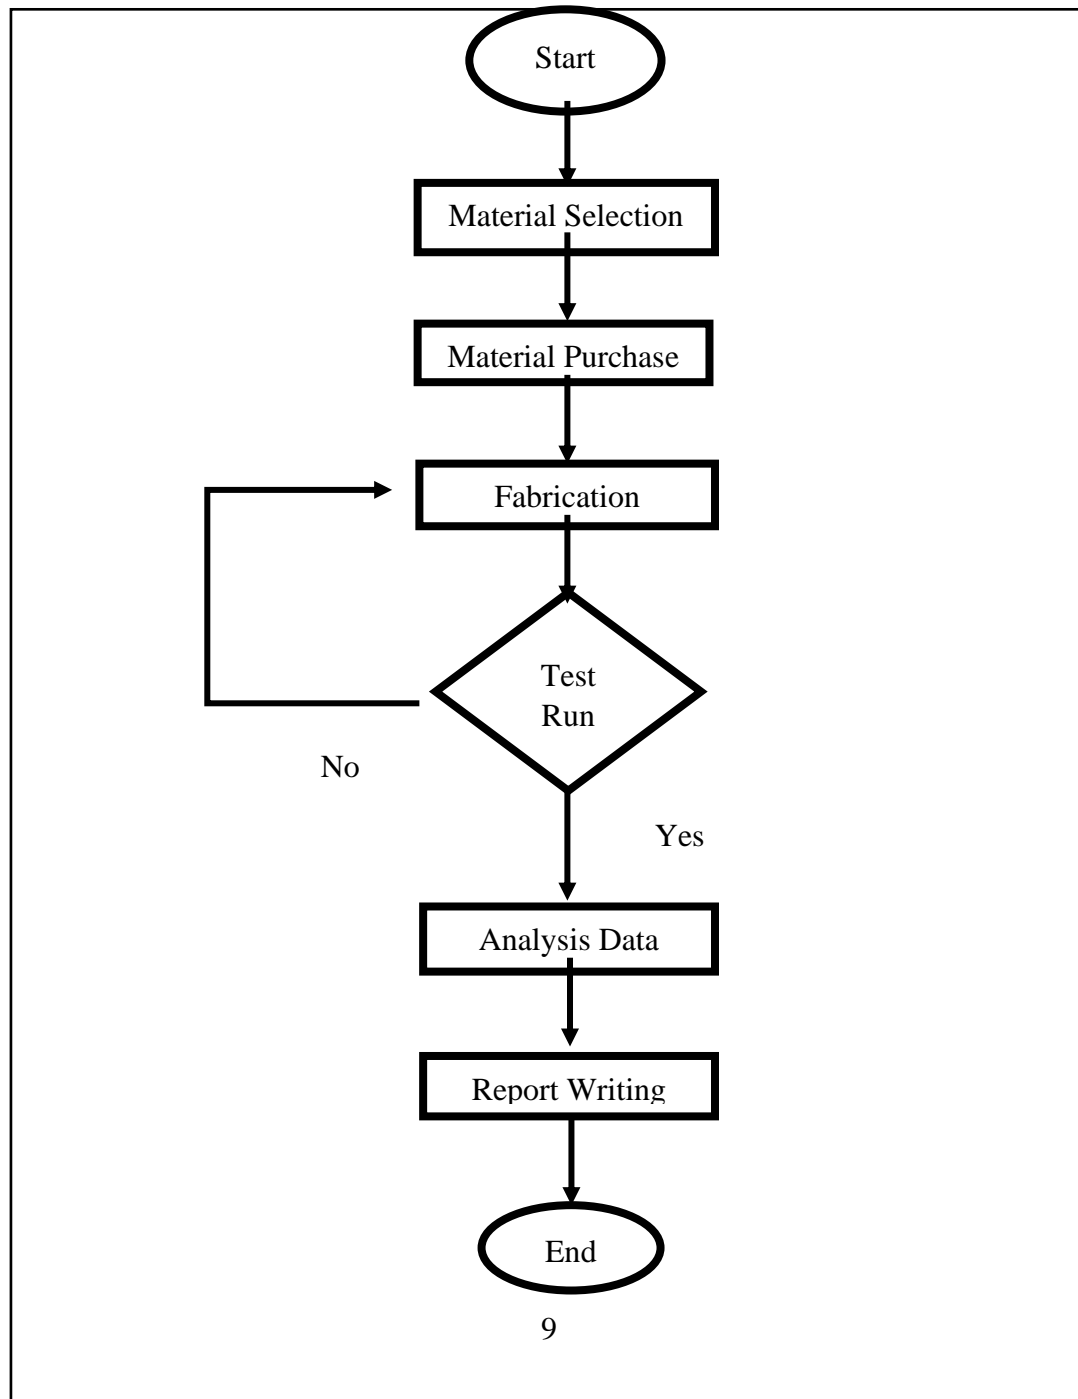 Start
Material Selection
Material Purchase
Fabrication
Test
Run
No
Yes
Analysis Data
Report Writing
End
9